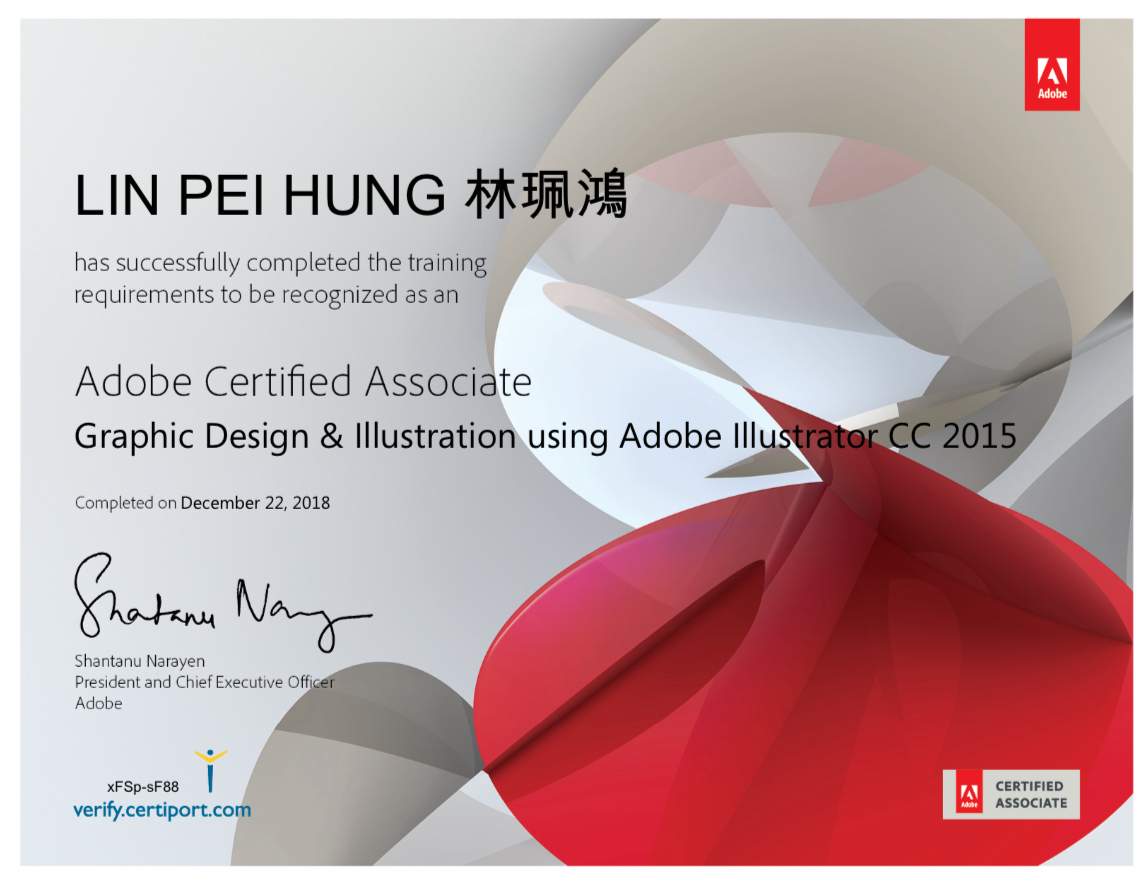 Adobe
LIN PEI HUNG 林珮鴻
has successfully completed the training
requirements to be recognized as an
Adobe Certified Associate
Graphic Design & Illustration using Adobe Illustrator CC 2015
Completed on December 22, 2018
Shantanu Narayen
Shantanu Narayen
President and Chief Executive Officer
Adobe
xFSp-sF88
verify.certiport.com
Adobe
CERTIFIED
ASSOCIATE